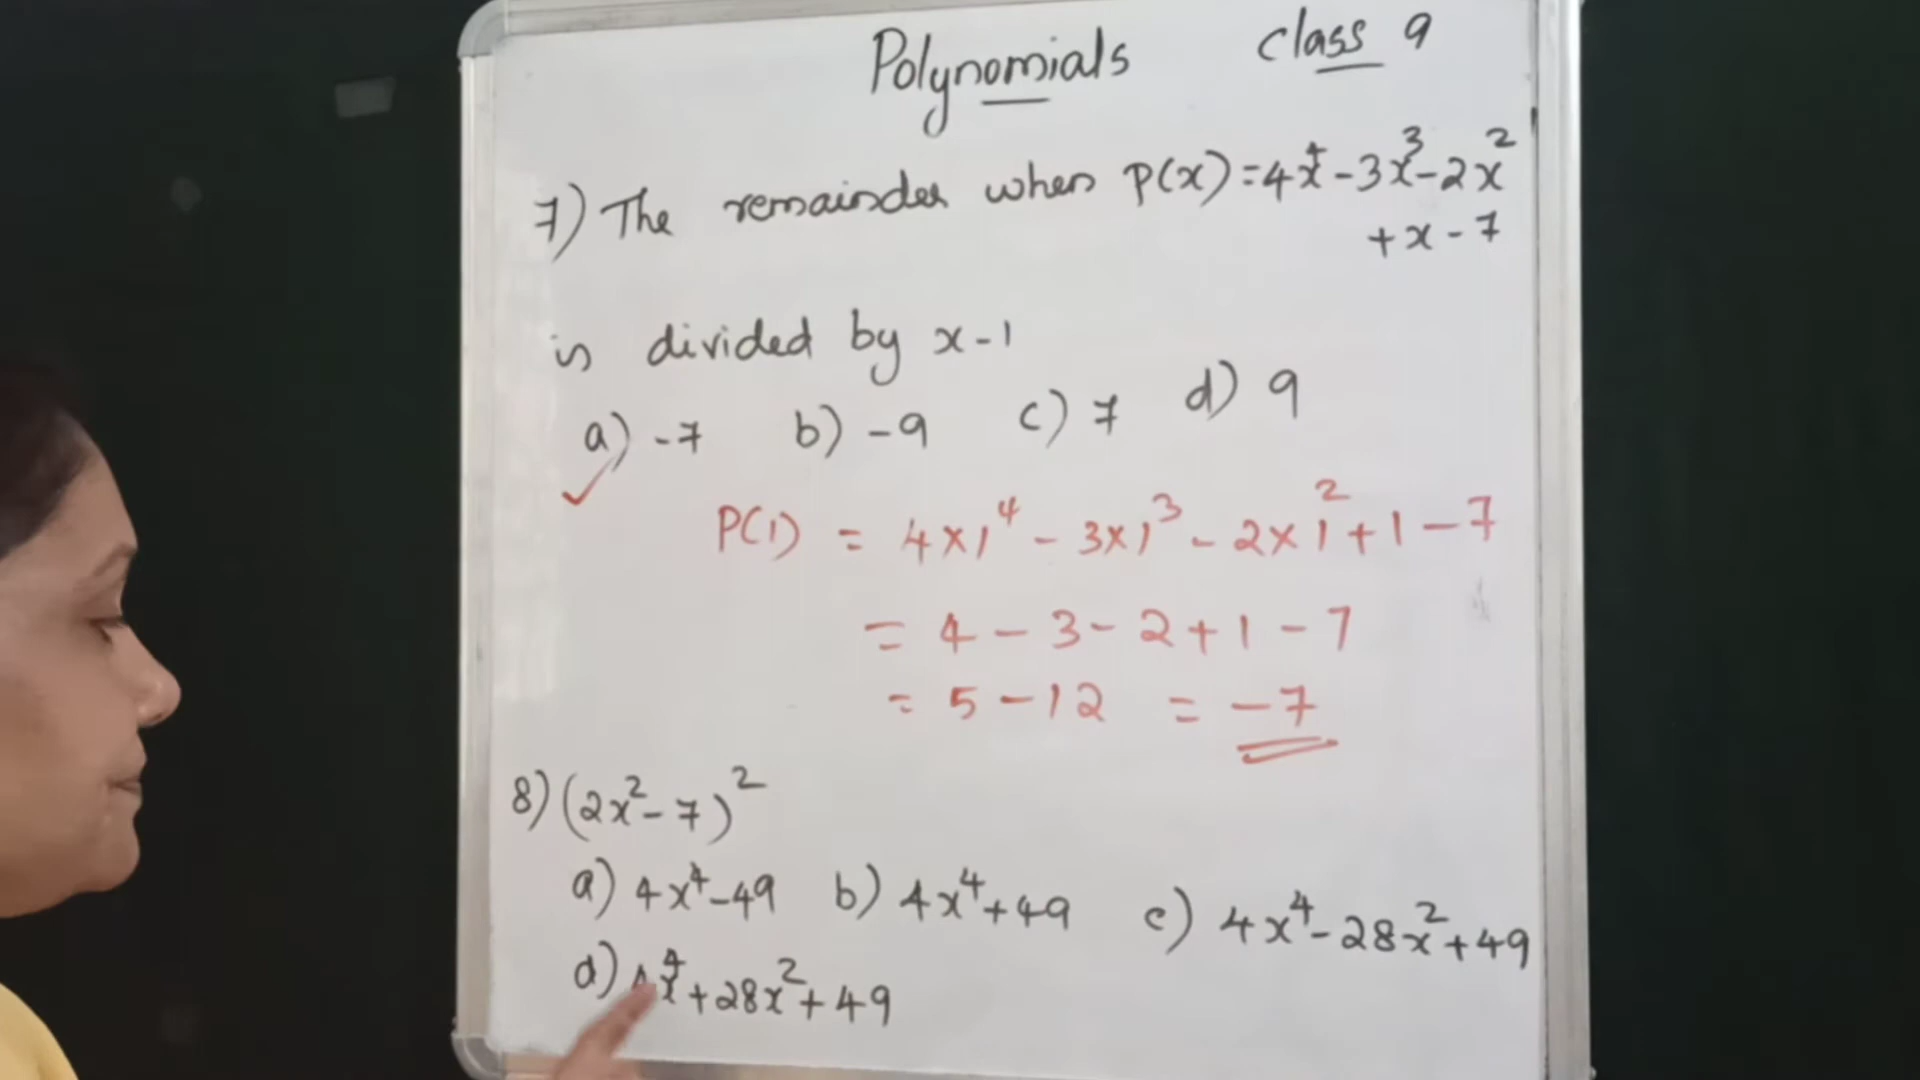 Polynomials class 9
7) The remainder when P(x) = 4x⁴ - 3x³ - 2x²
+ x - 7
is divided by x - 1
a) -7 b) -9 c) 7 d) 9
P(1) = 4×1⁴ - 3×1³ - 2×1² + 1 - 7
= 4 - 3 - 2 + 1 - 7
= 5 - 12 = -7
8) (2x² - 7)²
a) 4x⁴ - 49 b) 4x⁴ + 49 c) 4x⁴ - 28x² + 49
d) 4x⁴ + 28x² + 49